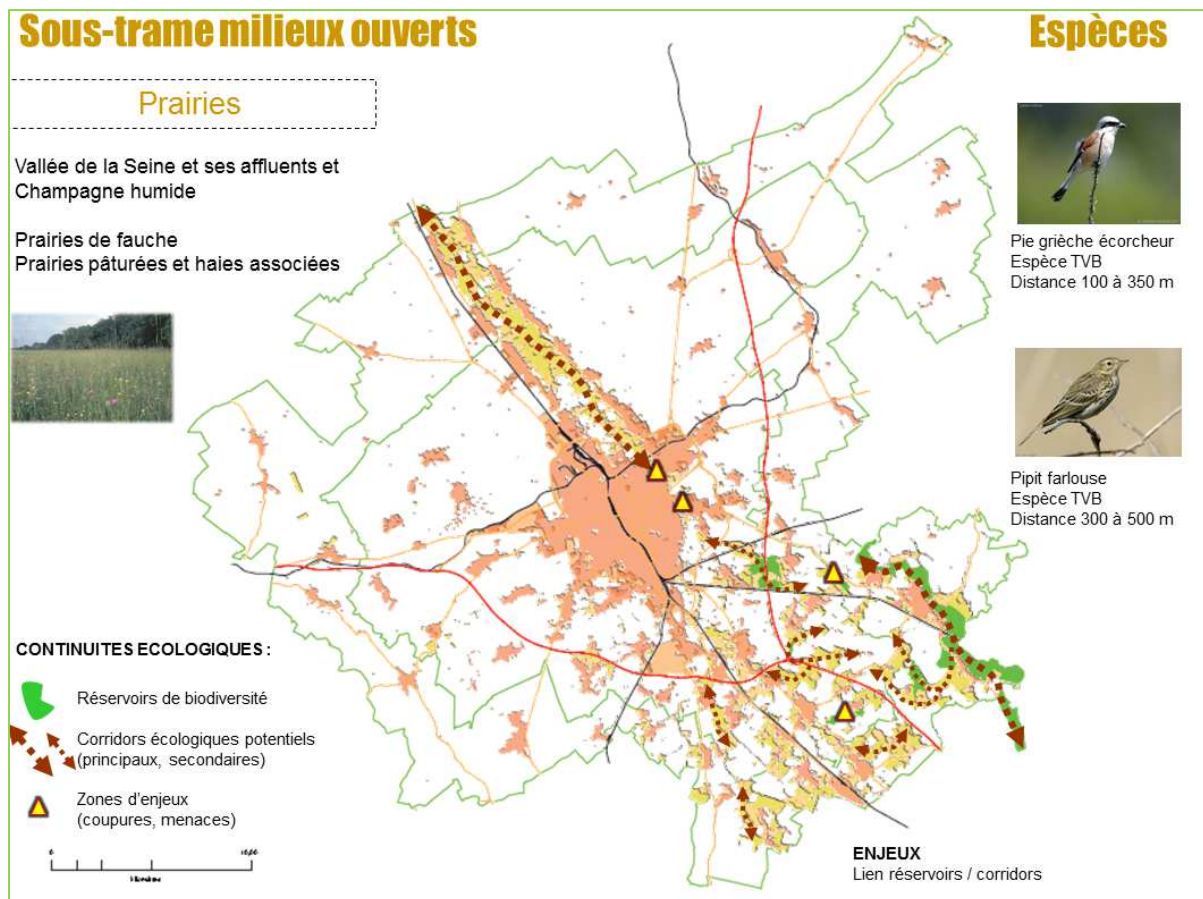 Sous-trame milieux ouverts
Espèces
Prairies
Vallée de la Seine et ses affluents et
Champagne humide
Prairies de fauche
Prairies pâturées et haies associées
Pie grièche écorcheur
Espèce TVB
Distance 100 à 350 m
Pipit farlouse
Espèce TVB
Distance 300 à 500 m
CONTINUITES ECOLOGIQUES :
Réservoirs de biodiversité
Corridors écologiques potentiels
(principaux, secondaires)
Zones d'enjeux
(coupures, menaces)
ENJEUX
Lien réservoirs / corridors